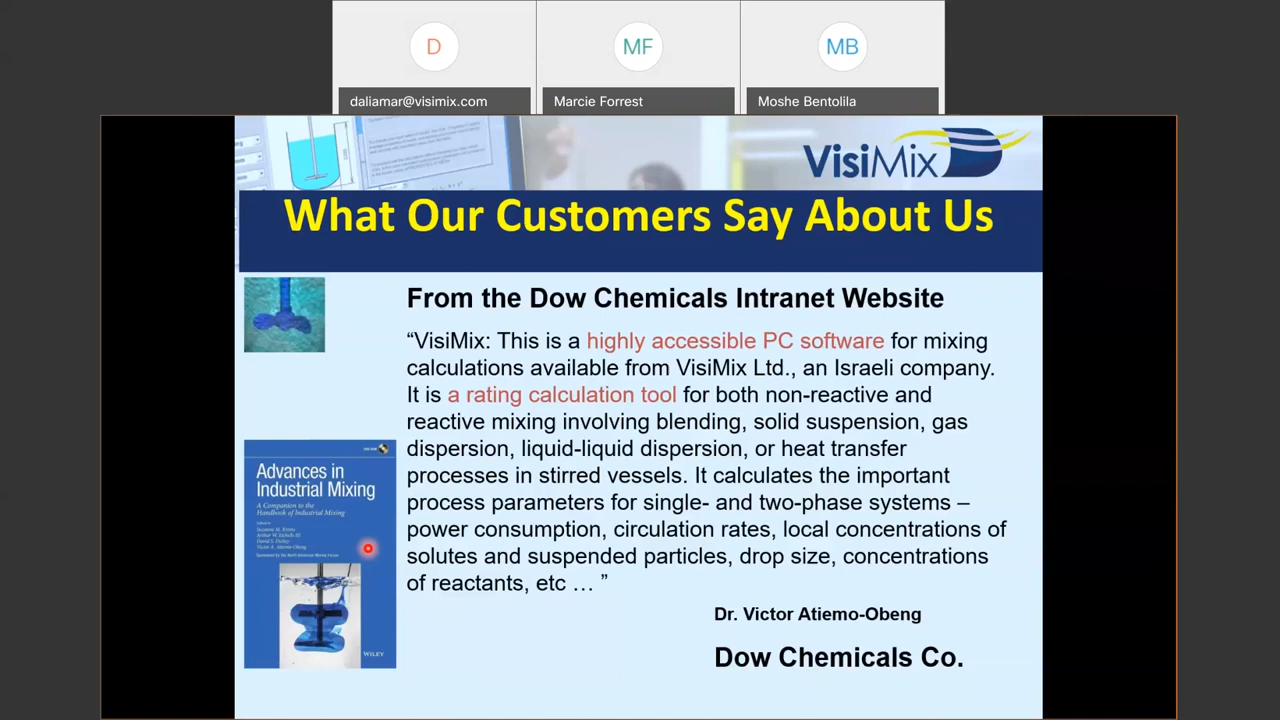 D
MF
MB
daliamar@visimix.com
Marcie Forrest
Moshe Bentolila
VisiMix
What Our Customers Say About Us
From the Dow Chemicals Intranet Website
“VisiMix: This is a highly accessible PC software for mixing
calculations available from VisiMix Ltd., an Israeli company.
It is a rating calculation tool for both non-reactive and
reactive mixing involving blending, solid suspension, gas
dispersion, liquid-liquid dispersion, or heat transfer
processes in stirred vessels. It calculates the important
process parameters for single- and two-phase systems –
power consumption, circulation rates, local concentrations of
solutes and suspended particles, drop size, concentrations
of reactants, etc … ”
Dr. Victor Atiemo-Obeng
Dow Chemicals Co.
Advances in
Industrial Mixing
A Companion to the
Handbook of Industrial Mixing
WILEY